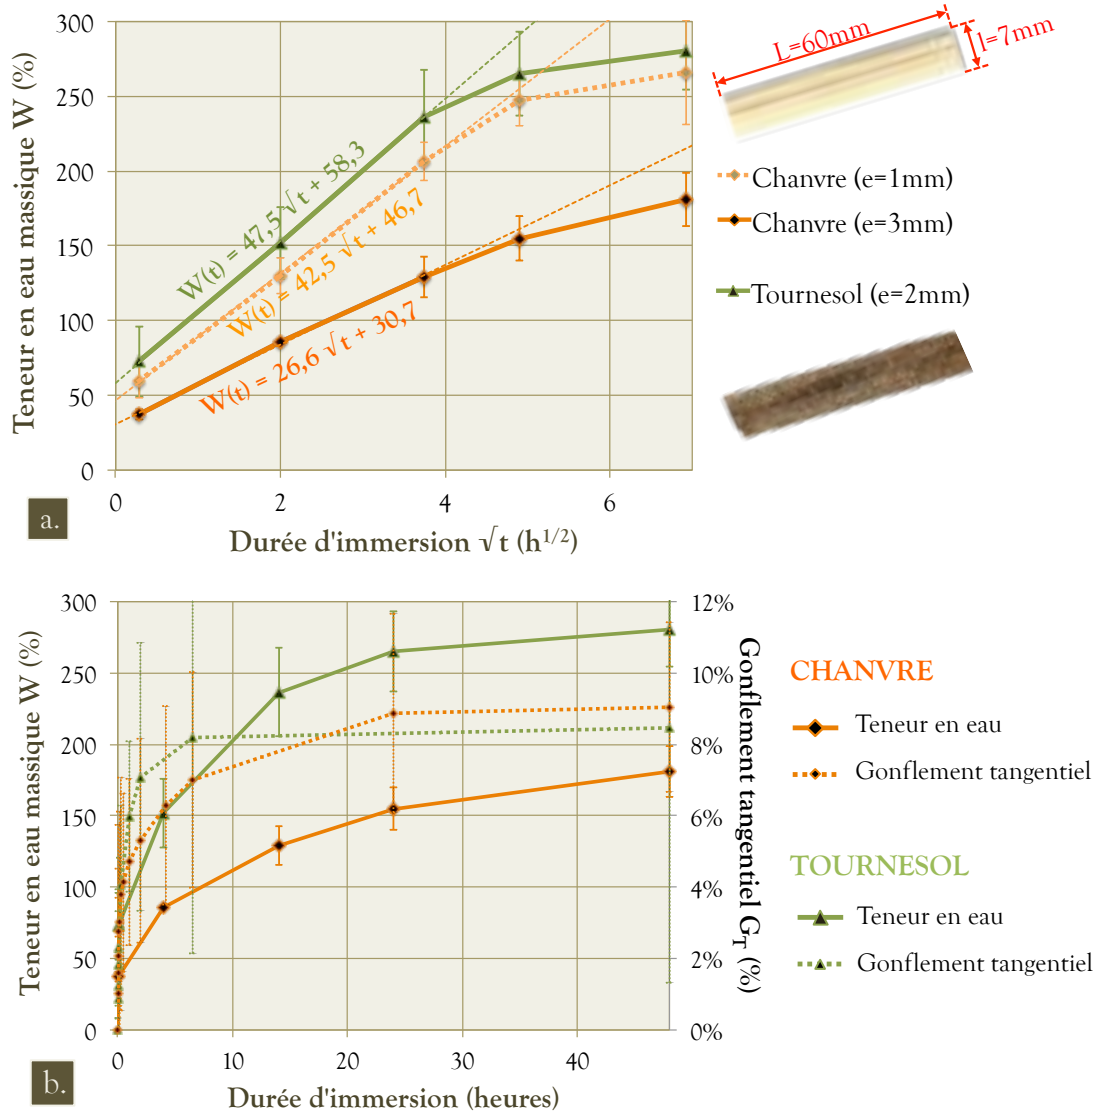 300
250
200
150
100
50
0
Teneur en eau massique W (%)
W(t) = 47,5 √t + 58,3
W(t) = 42,5 √t + 46,7
W(t) = 26,6 √t + 30,7
0
2
4
6
Durée d'immersion √t (h1/2)
a.
L=60mm
l=7mm
Chanvre (e=1mm)
Chanvre (e=3mm)
Tournesol (e=2mm)
300
250
200
150
100
50
0
Teneur en eau massique W (%)
12%
10%
8%
6%
4%
2%
0%
Gonflement tangentiel GT (%)
0
10
20
30
40
Durée d'immersion (heures)
b.
CHANVRE
Teneur en eau
Gonflement tangentiel
TOURNESOL
Teneur en eau
Gonflement tangentiel